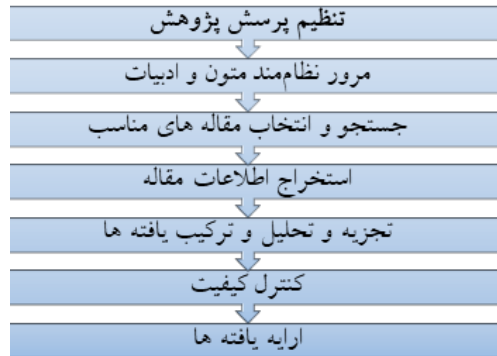 تنظیم پرسش پژوهش
مرور نظام‌مند متون و ادبیات
جستجو و انتخاب مقاله های مناسب
استخراج اطلاعات مقاله
تجزیه و تحلیل و ترکیب یافته ها
کنترل کیفیت
ارایه یافته ها